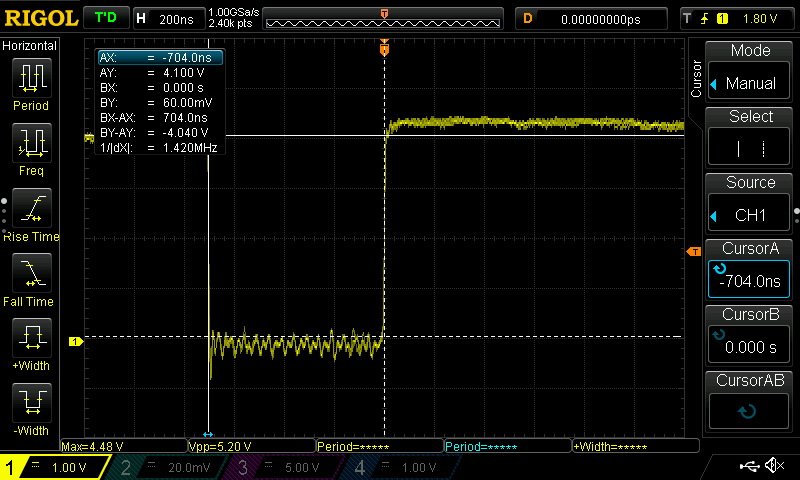 RIGOL T'D H 200ns 1.00GSa/s 2.40k pts D 0.00000000ps T 1 1.80 V
Horizontal
Period
Freq
Rise Time
Fall Time
+Width
-Width
AX: = -704.0ns
AY: = 4.100 V
BX: = 0.000 s
BY: = 60.00mV
BX-AX: = 704.0ns
BY-AY: = -4.040 V
1/|dX|: = 1.420MHz
T
T
1
Cursor
Mode
Manual
Select
Source
CH1
CursorA
-704.0ns
CursorB
0.000 s
CursorAB
Max=4.48 V Vpp=5.20 V Period=***** Period=***** +Width=*****
1 1.00 V 2 20.0mV 3 5.00 V 4 1.00 V